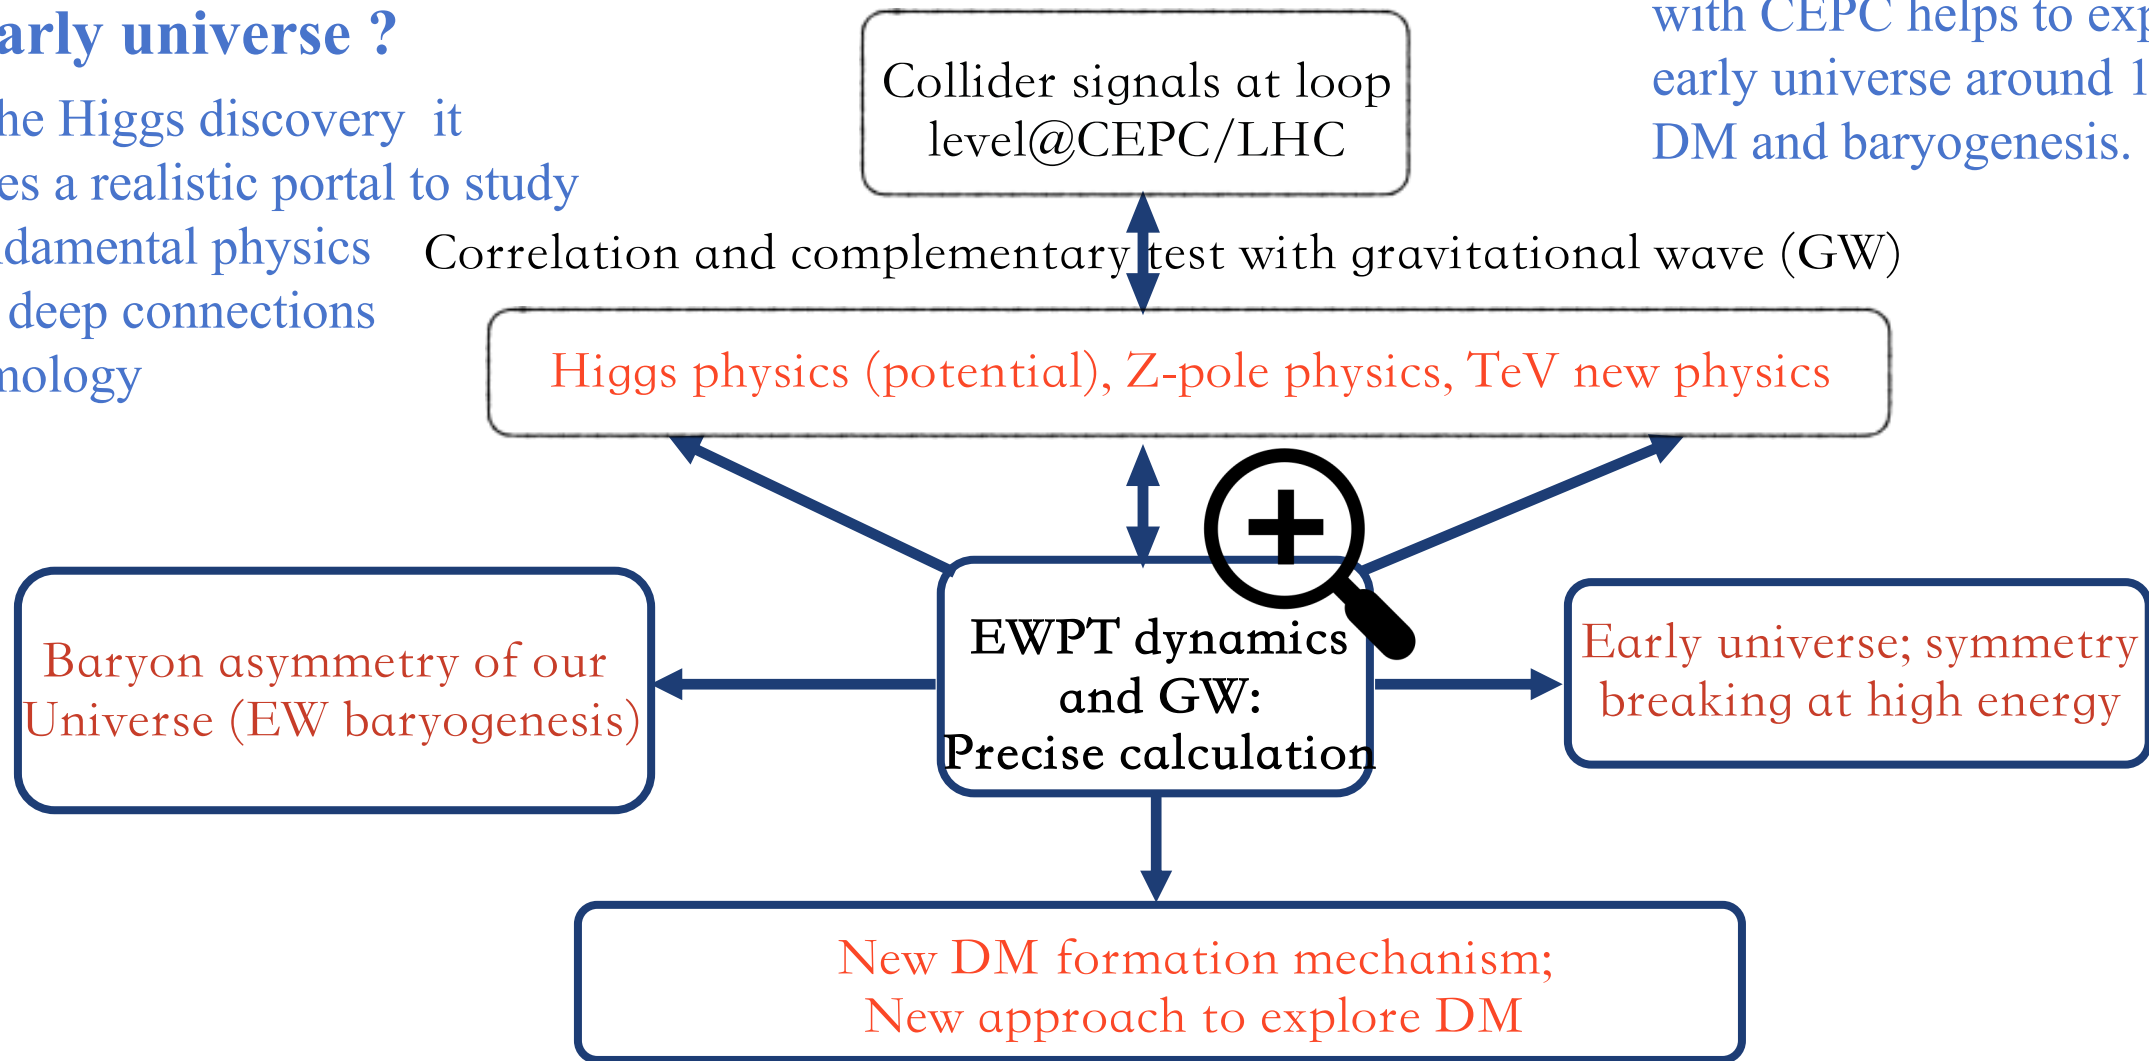 arly universe ?
he Higgs discovery it
es a realistic portal to study
damental physics
deep connections
mology
with CEPC helps to exp
early universe around 1
DM and baryogenesis.
Collider signals at loop
level@CEPC/LHC
Correlation and complementary test with gravitational wave (GW)
Higgs physics (potential), Z-pole physics, TeV new physics
Baryon asymmetry of our
Universe (EW baryogenesis)
EWPT dynamics
and GW:
Precise calculation
Early universe; symmetry
breaking at high energy
New DM formation mechanism;
New approach to explore DM